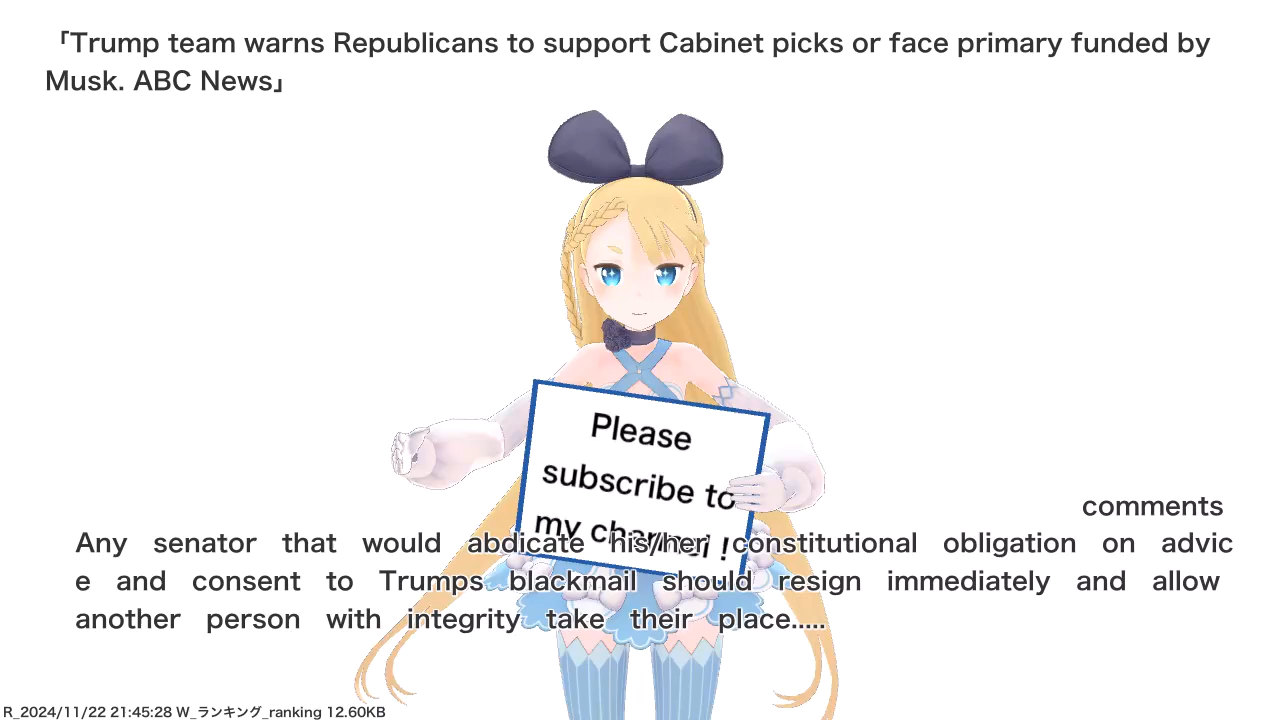 「Trump team warns Republicans to support Cabinet picks or face primary funded by
Musk. ABC News」
Please
subscribe to
my channel !
comments
Any senator that would abdicate his/her constitutional obligation on advic
e and consent to Trumps blackmail should resign immediately and allow
another person with integrity take their place.....
R_2024/11/22 21:45:28 W_ランキング_ranking 12.60KB